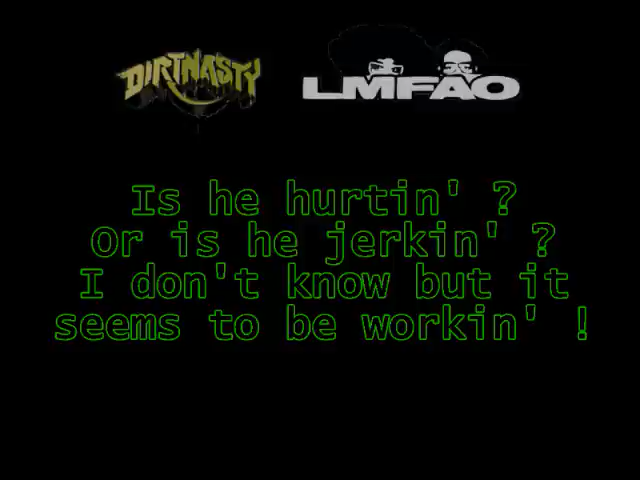 DIRTNASTY
LMFAO
Is he hurtin' ?
Or is he jerkin' ?
I don't know but it
seems to be workin' !